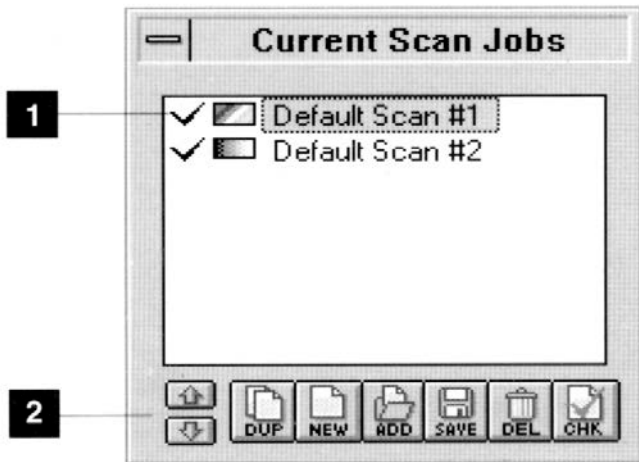 Current Scan Jobs
1
Default Scan #1
Default Scan #2
2
DUP NEW ADD SAVE DEL CHK